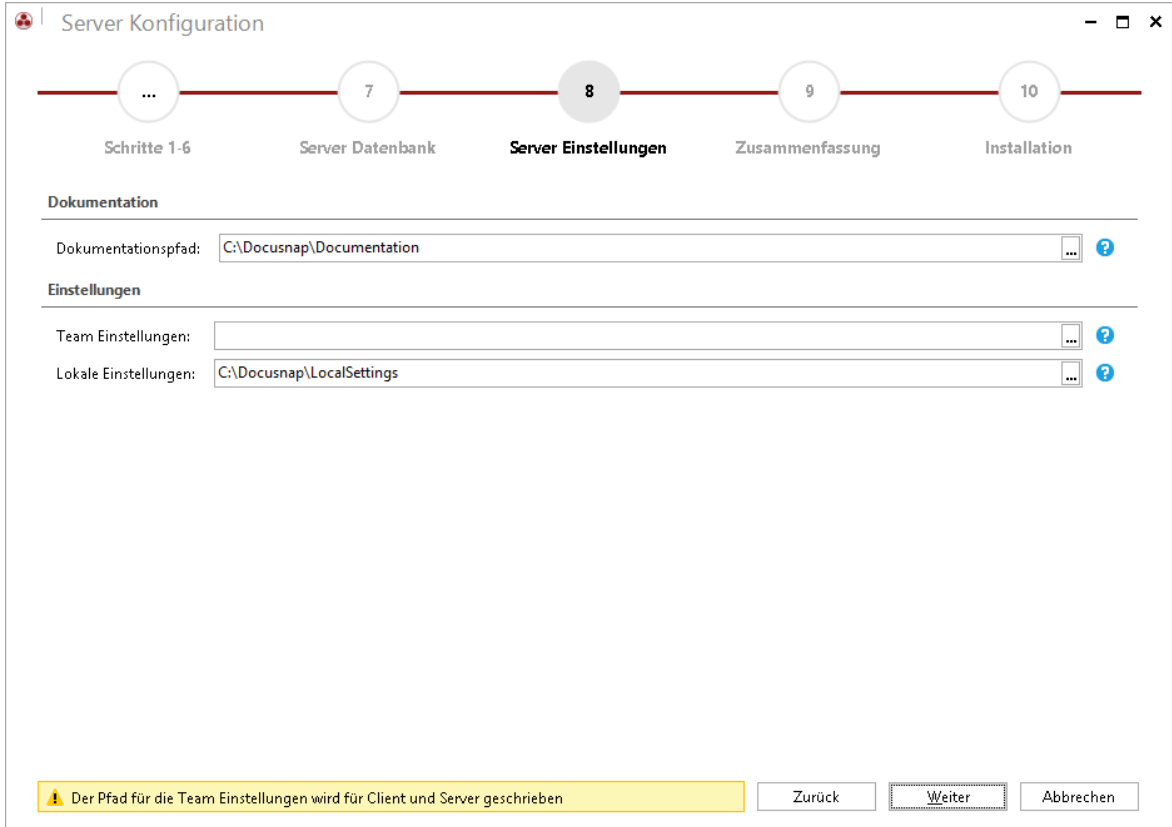 Server Konfiguration
... 7 8 9 10
Schritte 1-6 Server Datenbank Server Einstellungen Zusammenfassung Installation
Dokumentation
Dokumentationspfad: C:\Docusnap\Documentation ... ?
Einstellungen
Team Einstellungen: ... ?
Lokale Einstellungen: C:\Docusnap\LocalSettings ... ?
Der Pfad für die Team Einstellungen wird für Client und Server geschrieben Zurück Weiter Abbrechen